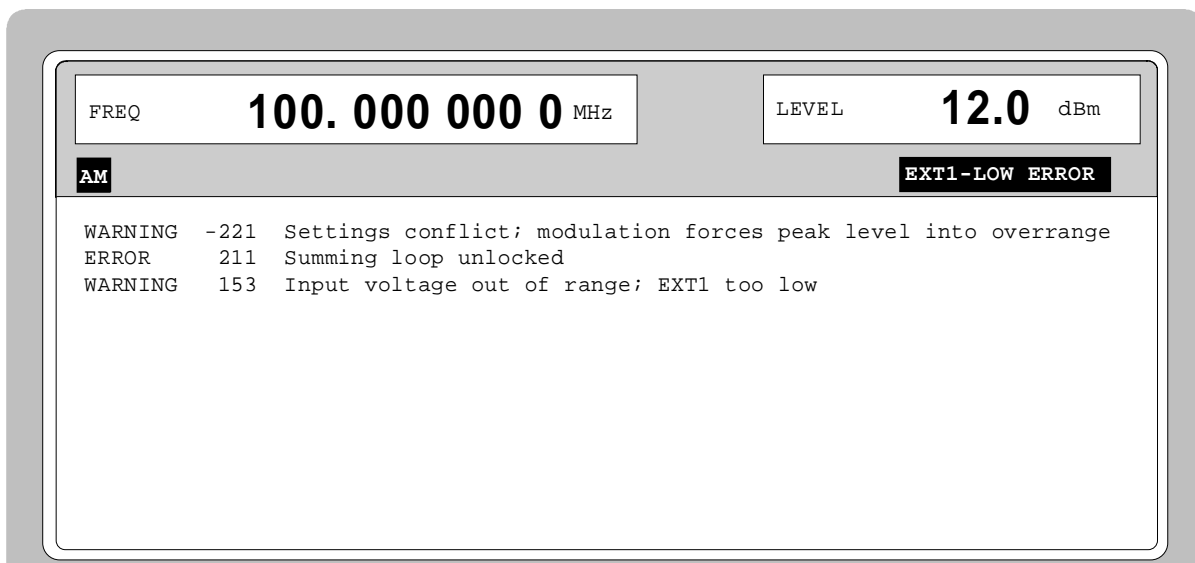 FREQ 100. 000 000 0 MHz LEVEL 12.0 dBm
AM EXT1-LOW ERROR
WARNING -221 Settings conflict; modulation forces peak level into overrange
ERROR 211 Summing loop unlocked
WARNING 153 Input voltage out of range; EXT1 too low